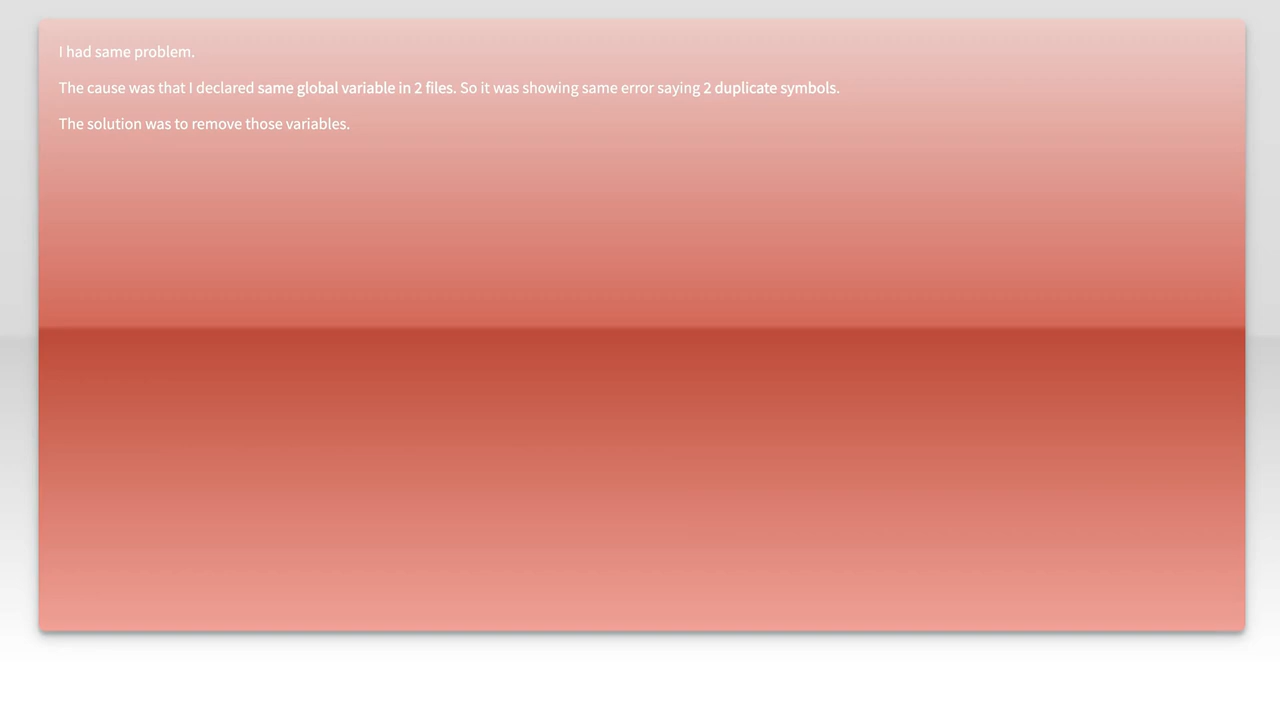 I had same problem.
The cause was that I declared same global variable in 2 files. So it was showing same error saying 2 duplicate symbols.
The solution was to remove those variables.